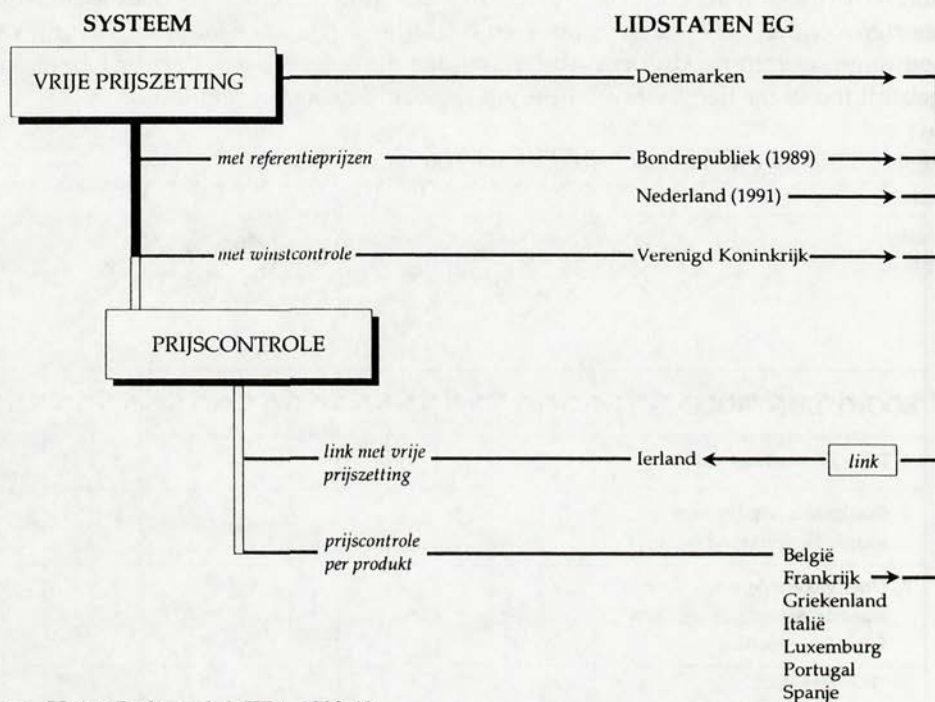 SYSTEEM
LIDSTATEN EG
VRIJE PRIJSZETTING
Denemarken
met referentieprijzen
Bondrepubliek (1989)
Nederland (1991)
met winstcontrole
Verenigd Koninkrijk
PRIJSCONTROLE
link met vrije
prijszetting
Ierland
link
prijscontrole
per produkt
België
Frankrijk
Griekenland
Italië
Luxemburg
Portugal
Spanje